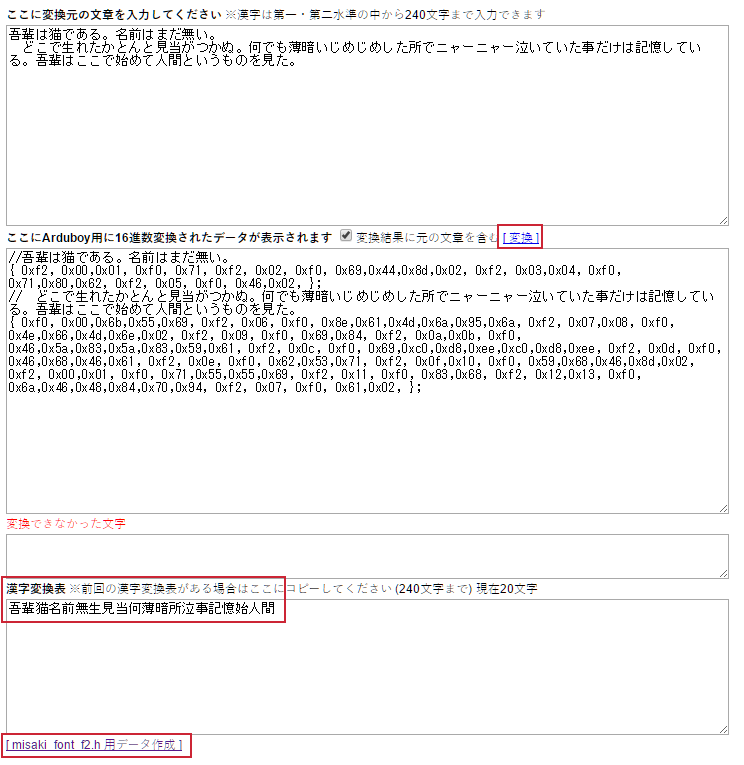 ここに変換元の文章を入力してください ※漢字は第一・第二水準の中から240文字まで入力できます
吾輩は猫である。名前はまだ無い。
　どこで生れたかとんと見当がつかぬ。何でも薄暗いじめじめした所でニャーニャー泣いていた事だけは記憶してい
る。吾輩はここで始めて人間というものを見た。
ここにArduboy用に16進数変換されたデータが表示されます 変換結果に元の文章を含む [ 変換 ]
//吾輩は猫である。名前はまだ無い。
{ 0xf2, 0x00,0x01, 0xf0, 0x71, 0xf2, 0x02, 0xf0, 0x69,0x44,0x8d,0x02, 0xf2, 0x03,0x04, 0xf0,
0x71,0x80,0x62, 0xf2, 0x05, 0xf0, 0x46,0x02, };
//　どこで生れたかとんと見当がつかぬ。何でも薄暗いじめじめした所でニャーニャー泣いていた事だけは記憶してい
る。吾輩はここで始めて人間というものを見た。
{ 0xf0, 0x00,0x6b,0x55,0x69, 0xf2, 0x06, 0xf0, 0x8e,0x61,0x4d,0x6a,0x95,0x6a, 0xf2, 0x07,0x08, 0xf0,
0x4e,0x66,0x4d,0x6e,0x02, 0xf2, 0x09, 0xf0, 0x69,0x84, 0xf2, 0x0a,0x0b, 0xf0,
0x46,0x5a,0x83,0x5a,0x83,0x59,0x61, 0xf2, 0x0c, 0xf0, 0x69,0xc0,0xd8,0xee,0xc0,0xd8,0xee, 0xf2, 0x0d, 0xf0,
0x46,0x68,0x46,0x61, 0xf2, 0x0e, 0xf0, 0x62,0x53,0x71, 0xf2, 0x0f,0x10, 0xf0, 0x59,0x68,0x46,0x8d,0x02,
0xf2, 0x00,0x01, 0xf0, 0x71,0x55,0x55,0x69, 0xf2, 0x11, 0xf0, 0x83,0x68, 0xf2, 0x12,0x13, 0xf0,
0x6a,0x46,0x48,0x84,0x70,0x94, 0xf2, 0x07, 0xf0, 0x61,0x02, };
変換できなかった文字
漢字変換表 ※前回の漢字変換表がある場合はここにコピーしてください (240文字まで) 現在20文字
吾輩猫名前無生見当何薄暗所泣事記憶始人間
[ misaki_font_f2.h 用データ作成 ]